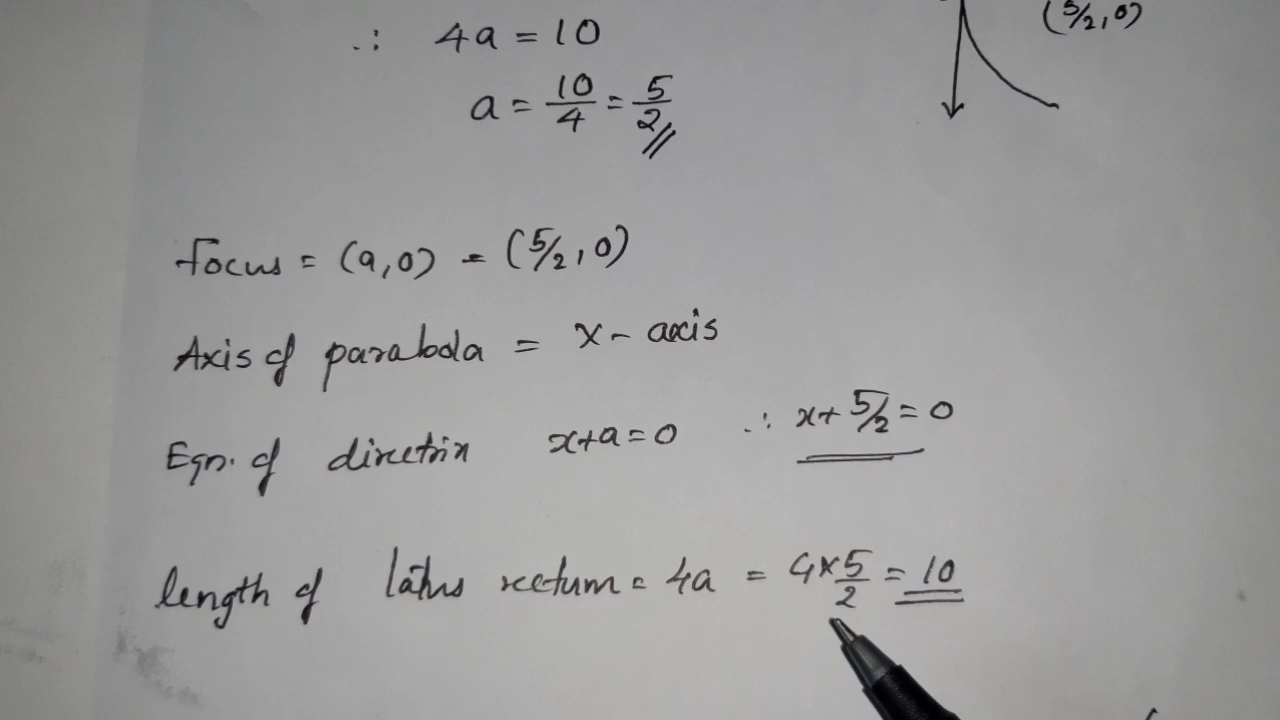 (5/2, 0)
∴ 4a = 10
a = 10/4 = 5/2
focus = (a,0) = (5/2, 0)
Axis of parabola = x - axis
Eqn. of directrix x+a=0 ∴ x+5/2=0
length of latus rectum = 4a = 4×5/2 = 10